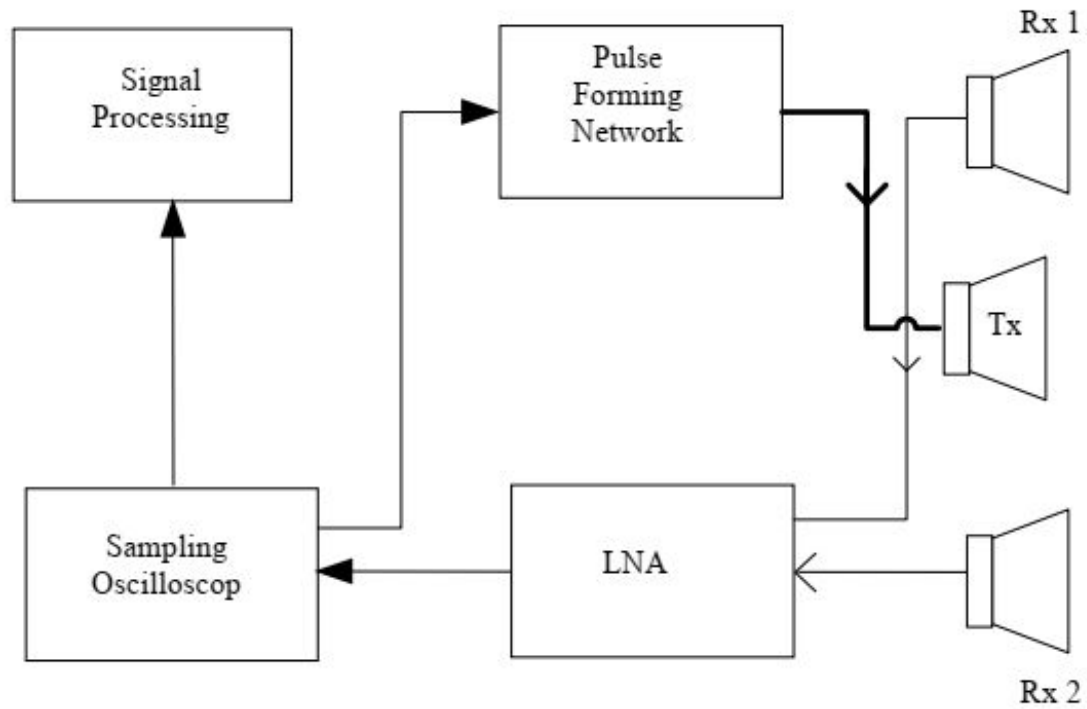 Rx 1
Signal
Processing
Pulse
Forming
Network
Tx
Sampling
Oscilloscop
LNA
Rx 2